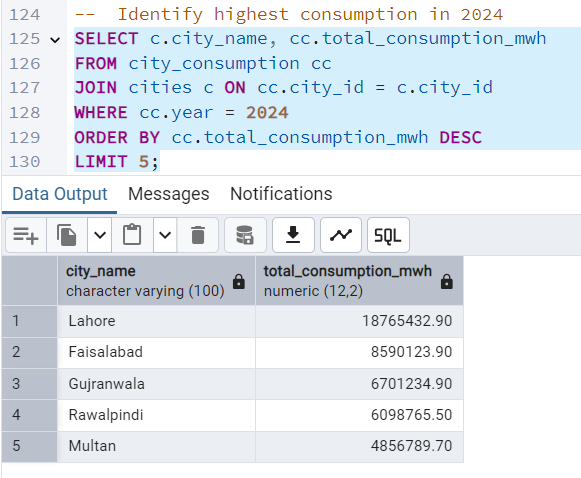 124 -- Identify highest consumption in 2024
125 SELECT c.city_name, cc.total_consumption_mwh
126 FROM city_consumption cc
127 JOIN cities c ON cc.city_id = c.city_id
128 WHERE cc.year = 2024
129 ORDER BY cc.total_consumption_mwh DESC
130 LIMIT 5;
Data Output Messages Notifications
SQL
city_name total_consumption_mwh
character varying (100) numeric (12,2)
1 Lahore 18765432.90
2 Faisalabad 8590123.90
3 Gujranwala 6701234.90
4 Rawalpindi 6098765.50
5 Multan 4856789.70